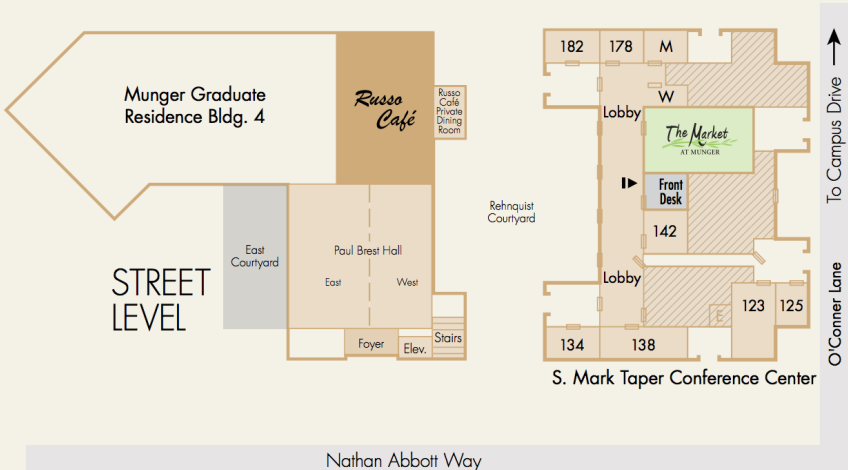 Munger Graduate
Residence Bldg. 4
Russo
Café
Russo
Café
Private
Dining
Room
182
178
M
W
Lobby
The Market
AT MUNGER
Front
Desk
142
Rehnquist
Courtyard
East
Courtyard
Paul Brest Hall
East
West
STREET
LEVEL
Foyer
Elev.
Stairs
Lobby
E
123
125
134
138
S. Mark Taper Conference Center
To Campus Drive
O'Conner Lane
Nathan Abbott Way